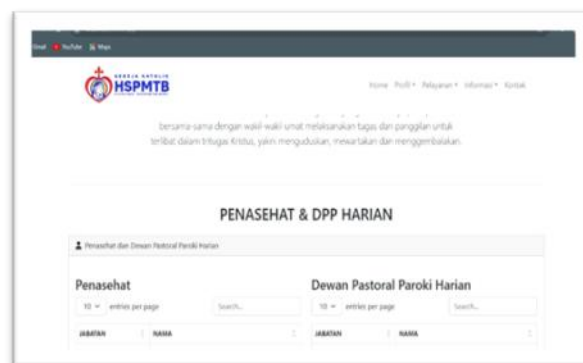 Gmail YouTube Maps
GEREJA KATOLIK
HSPMTB
Home Profil Pelayanan Informasi Kontak
bersama-sama dengan wakil-wakil umat melaksanakan tugas dan panggilan untuk
terlibat dalam tritugas Kristus, yakni menguduskan, mewartakan dan menggembalakan.
PENASEHAT & DPP HARIAN
Penasehat dan Dewan Pastoral Paroki Harian
Penasehat
10 entries per page Search...
JABATAN NAMA
Dewan Pastoral Paroki Harian
10 entries per page Search...
JABATAN NAMA